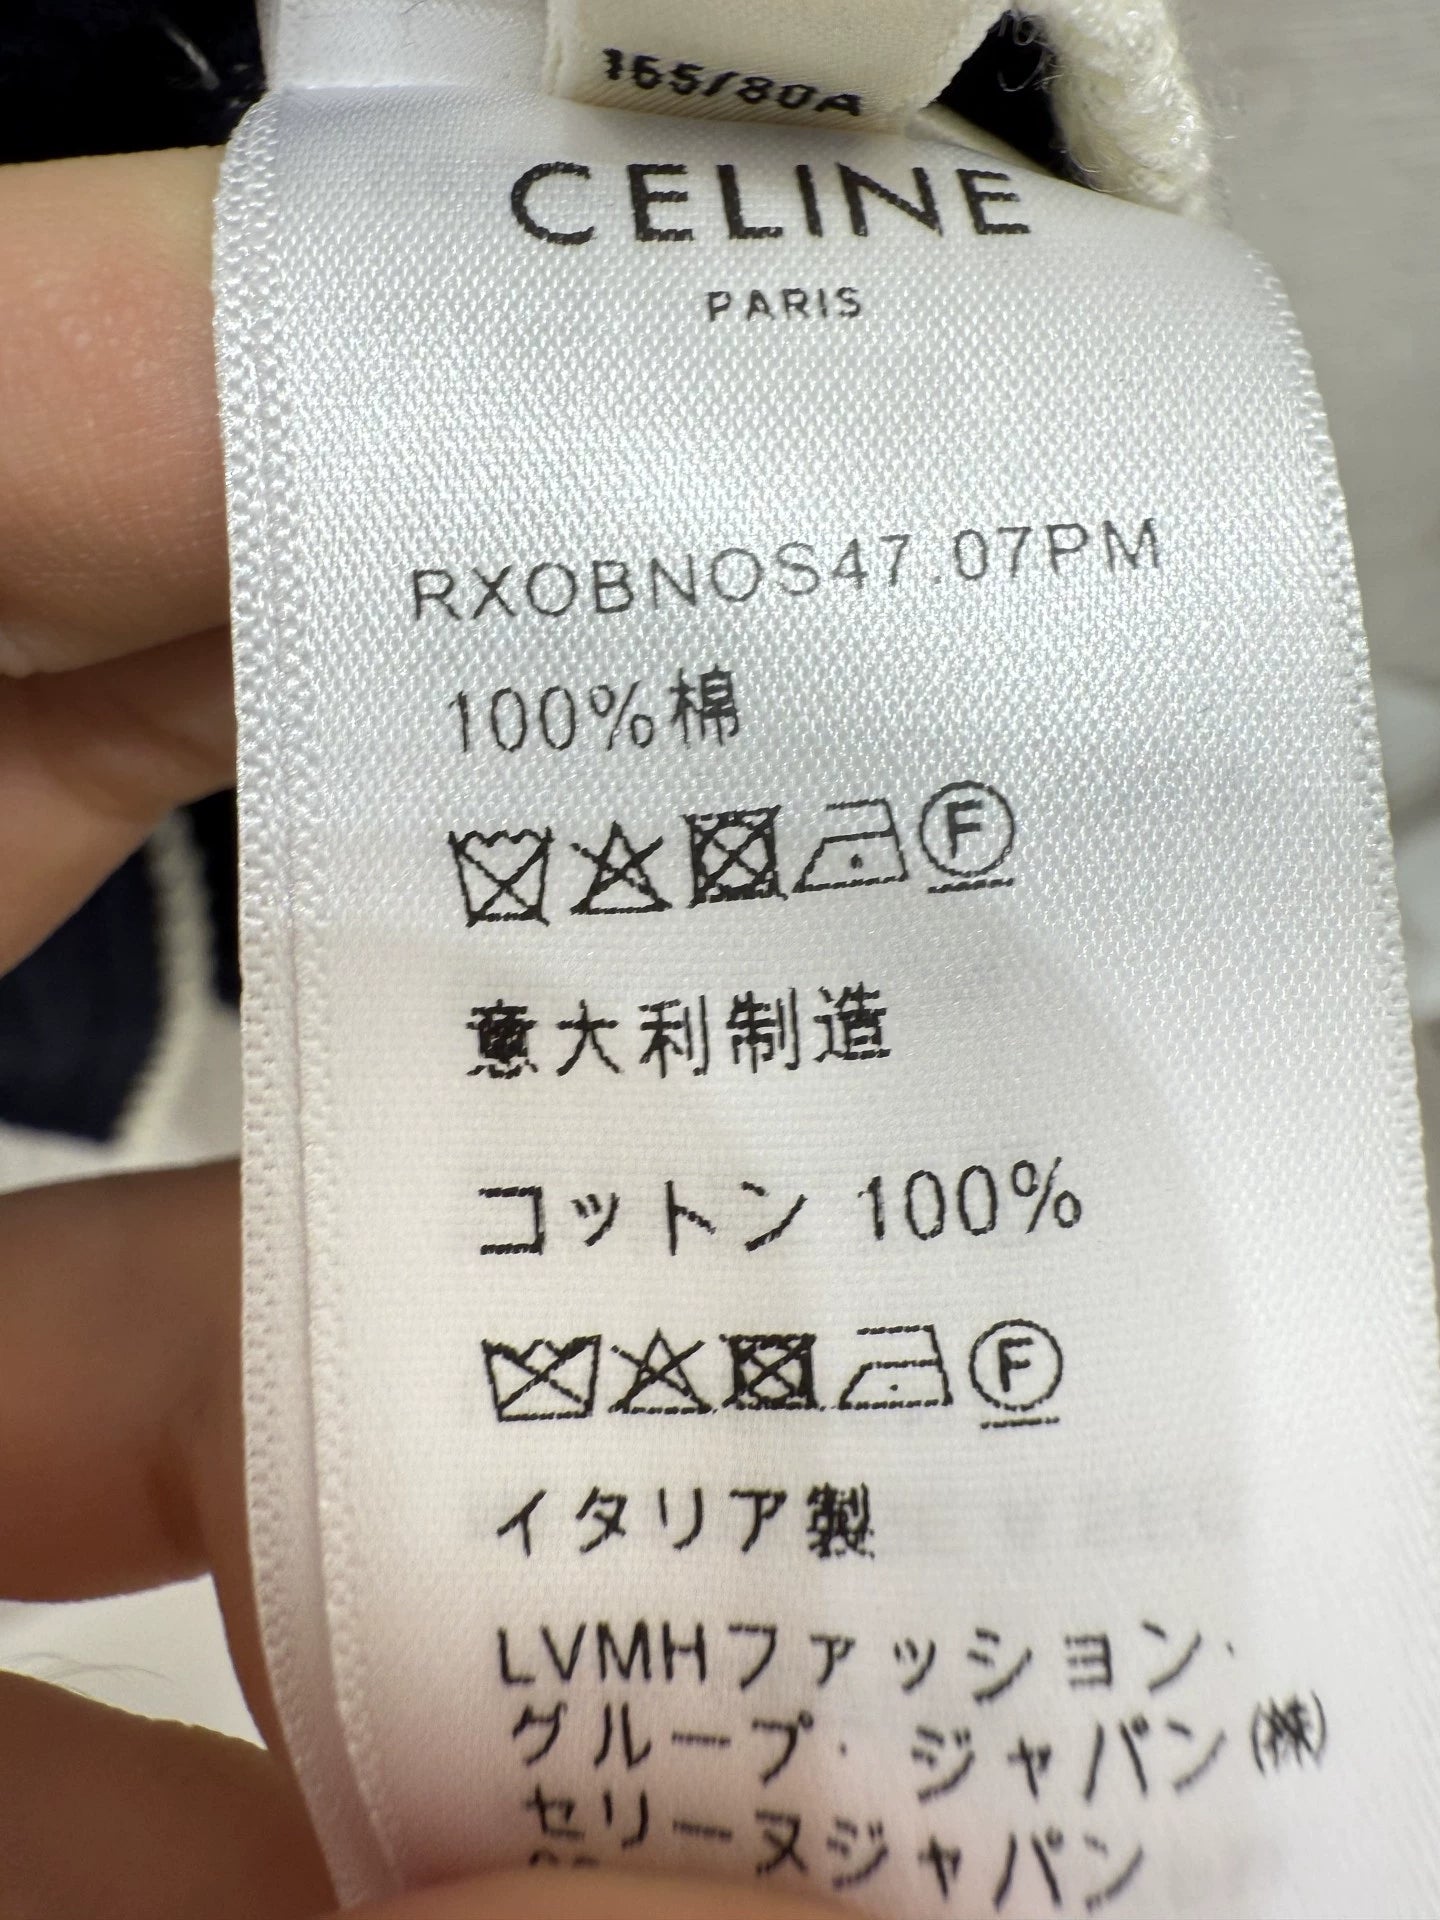 165/80A
CELINE
PARIS
RXOBNOS47.07PM
100%棉
F
意大利制造
コットン 100%
F
イタリア製
LVMHファッション・
グループ・ジャパン(株)
セリーヌジャパン